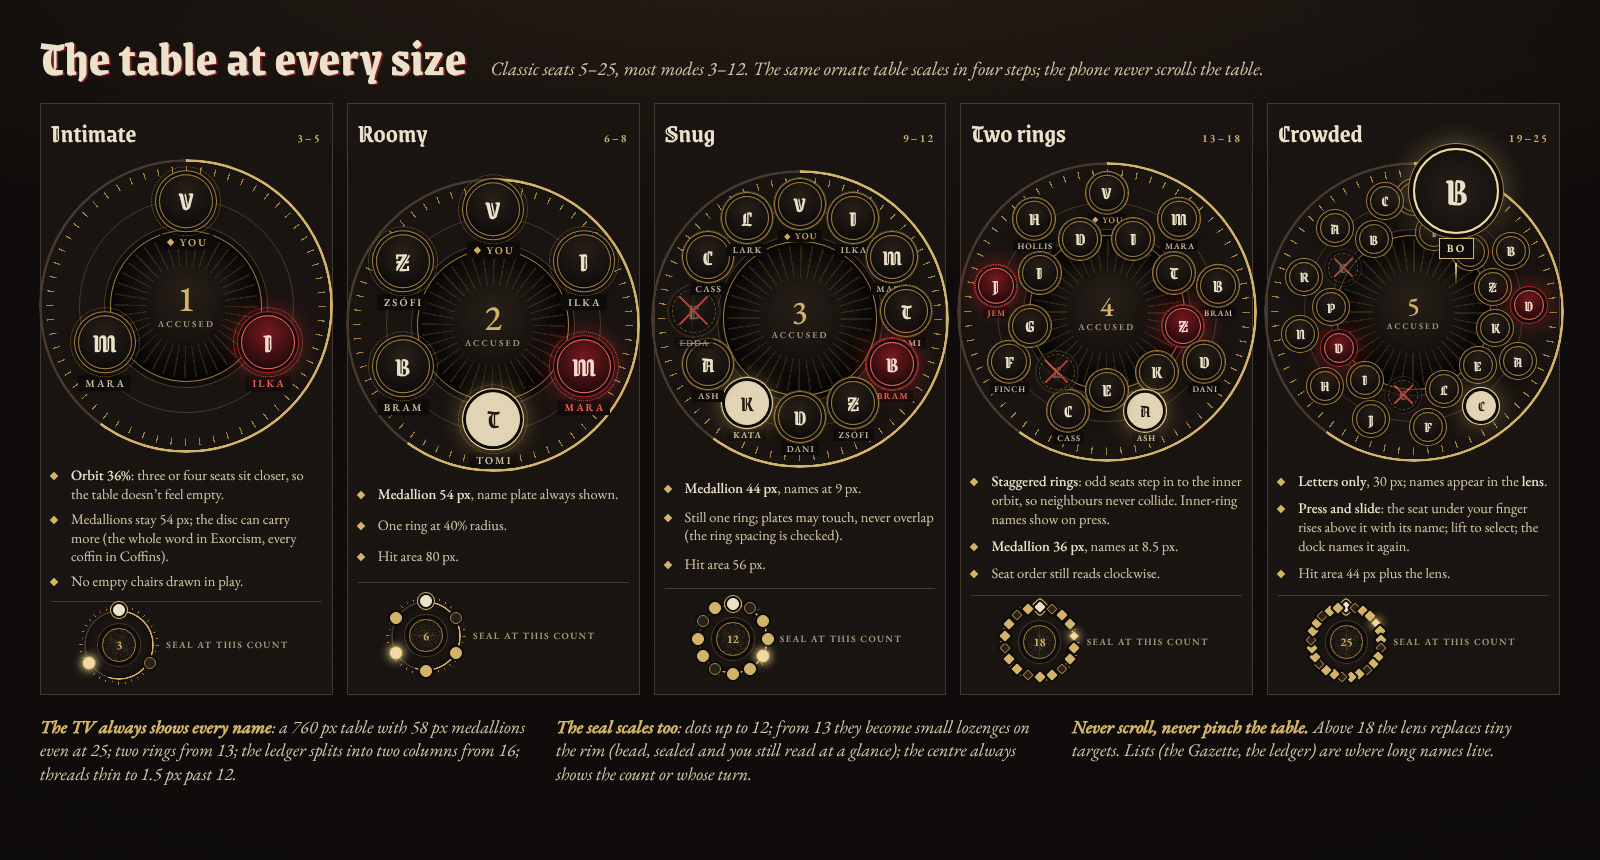 The table at every size
Classic seats 5–25, most modes 3–12. The same ornate table scales in four steps; the phone never scrolls the table.
Intimate
3–5
V
◆ YOU
1
ACCUSED
M
MARA
I
ILKA
◆ Orbit 36%: three or four seats sit closer, so
the table doesn’t feel empty.
◆ Medallions stay 54 px; the disc can carry
more (the whole word in Exorcism, every
coffin in Coffins).
◆ No empty chairs drawn in play.
3
SEAL AT THIS COUNT
Roomy
6–8
V
◆ YOU
Z
ZSÓFI
I
ILKA
2
ACCUSED
B
BRAM
M
MARA
T
TOMI
◆ Medallion 54 px, name plate always shown.
◆ One ring at 40% radius.
◆ Hit area 80 px.
6
SEAL AT THIS COUNT
Snug
9–12
V
◆ YOU
L
LARK
I
ILKA
C
CASS
M
MA
T
MI
EDDA
3
ACCUSED
A
ASH
B
BRAM
K
KATA
D
DANI
Z
ZSÓFI
◆ Medallion 44 px, names at 9 px.
◆ Still one ring; plates may touch, never overlap
(the ring spacing is checked).
◆ Hit area 56 px.
12
SEAL AT THIS COUNT
Two rings
13–18
V
◆ YOU
H
HOLLIS
M
MARA
D
I
J
JEM
I
T
B
BRAM
4
ACCUSED
G
Z
F
FINCH
K
D
DANI
E
C
CASS
A
ASH
◆ Staggered rings: odd seats step in to the inner
orbit, so neighbours never collide. Inner-ring
names show on press.
◆ Medallion 36 px, names at 8.5 px.
◆ Seat order still reads clockwise.
18
SEAL AT THIS COUNT
Crowded
19–25
B
BO
C
A
B
B
R
Z
P
D
5
ACCUSED
N
K
D
E
A
H
I
L
C
J
F
◆ Letters only, 30 px; names appear in the lens.
◆ Press and slide: the seat under your finger
rises above it with its name; lift to select; the
dock names it again.
◆ Hit area 44 px plus the lens.
25
SEAL AT THIS COUNT
The TV always shows every name: a 760 px table with 58 px medallions
even at 25; two rings from 13; the ledger splits into two columns from 16;
threads thin to 1.5 px past 12.
The seal scales too: dots up to 12; from 13 they become small lozenges on
the rim (bead, sealed and you still read at a glance); the centre always
shows the count or whose turn.
Never scroll, never pinch the table. Above 18 the lens replaces tiny
targets. Lists (the Gazette, the ledger) are where long names live.